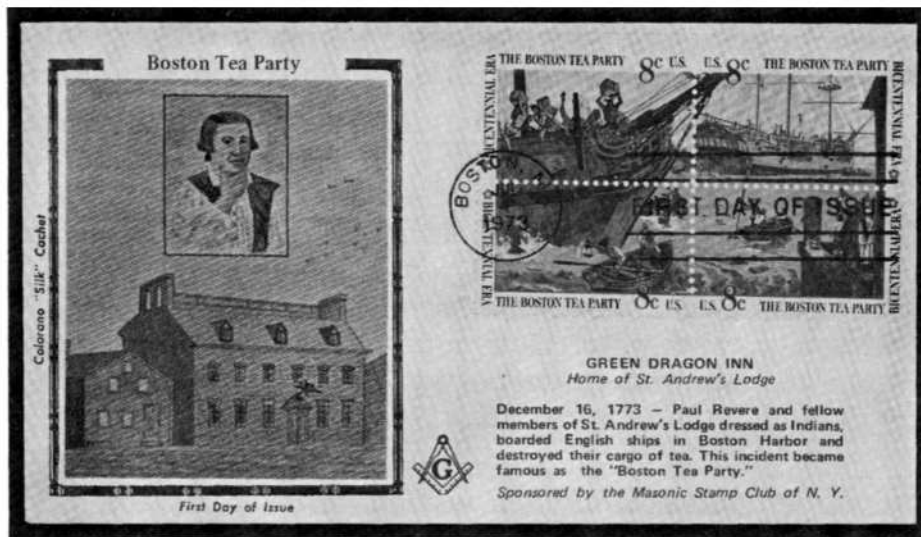 Boston Tea Party
Colorano "Silk" Cachet
First Day of Issue
THE BOSTON TEA PARTY 8c U.S.
U.S. 8c THE BOSTON TEA PARTY
BICENTENNIAL ERA
BICENTENNIAL ERA
BOSTON
1973
FIRST DAY OF ISSUE
BICENTENNIAL ERA
BICENTENNIAL ERA
THE BOSTON TEA PARTY 8c U.S.
U.S. 8c THE BOSTON TEA PARTY
GREEN DRAGON INN
Home of St. Andrew's Lodge
December 16, 1773 — Paul Revere and fellow
members of St. Andrew's Lodge dressed as Indians,
boarded English ships in Boston Harbor and
destroyed their cargo of tea. This incident became
famous as the "Boston Tea Party."
Sponsored by the Masonic Stamp Club of N. Y.
G